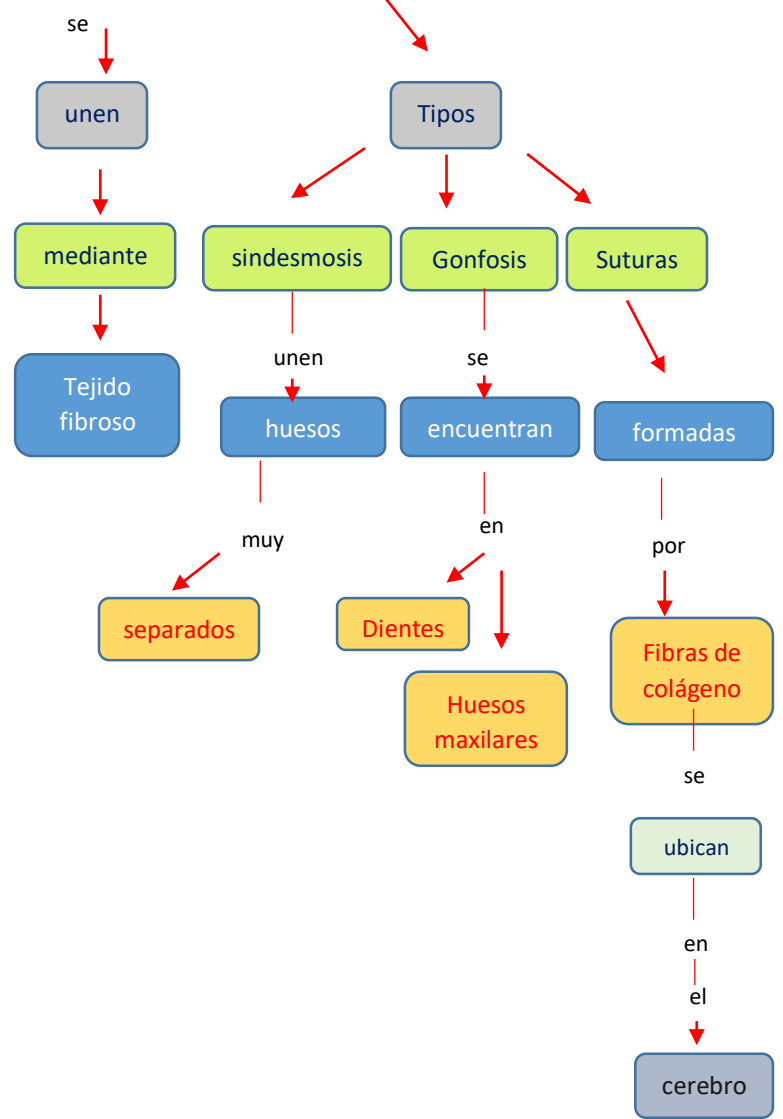 se
unen
Tipos
mediante
sindesmosis
Gonfosis
Suturas
unen
se
Tejido
fibroso
huesos
encuentran
formadas
muy
en
por
separados
Dientes
Fibras de
colágeno
Huesos
maxilares
se
ubican
en
el
cerebro